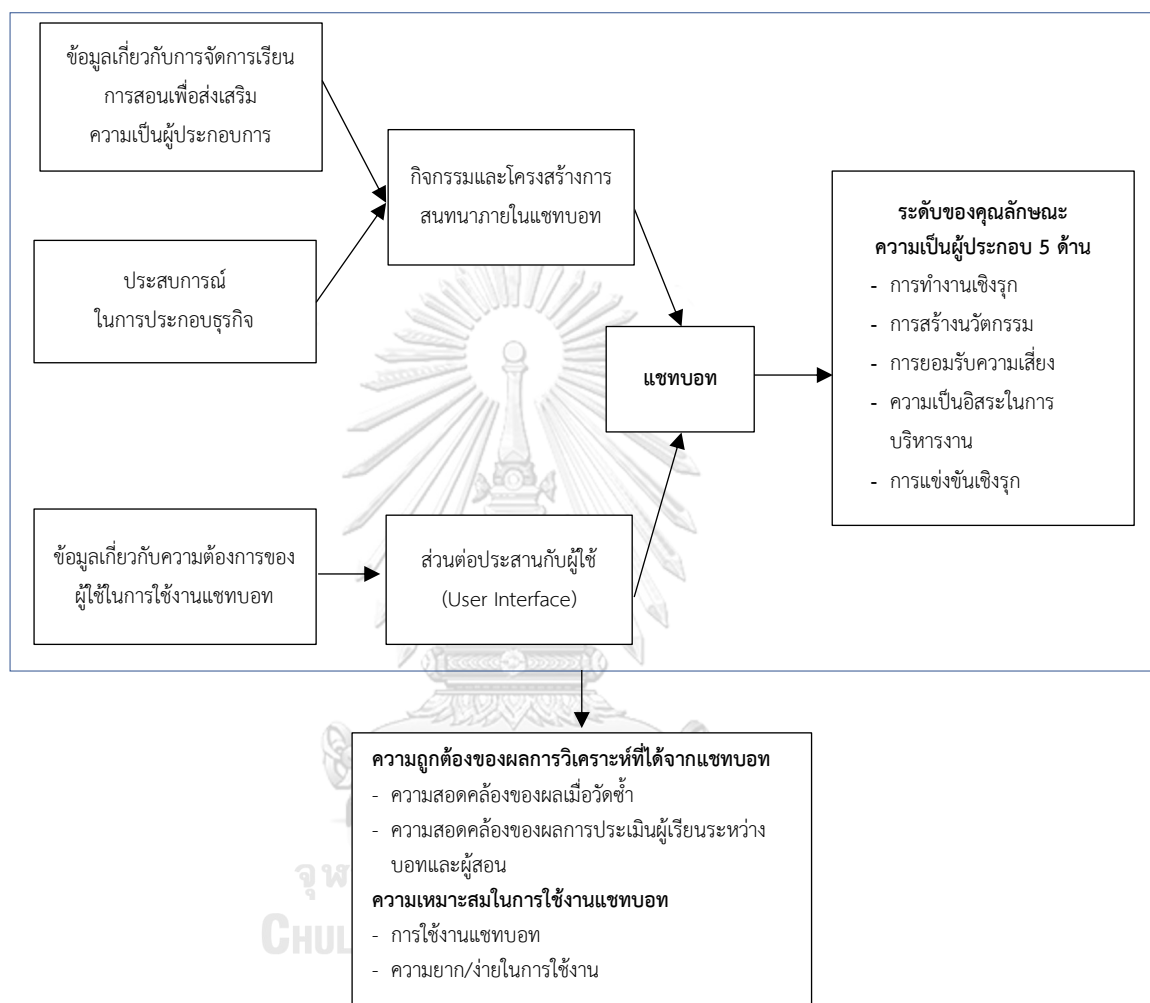 ข้อมูลเกี่ยวกับการจัดการเรียน
การสอนเพื่อส่งเสริม
ความเป็นผู้ประกอบการ
ประสบการณ์
ในการประกอบธุรกิจ
กิจกรรมและโครงสร้างการ
สนทนาภายในแชทบอท
แชทบอท
ระดับของคุณลักษณะ
ความเป็นผู้ประกอบ 5 ด้าน
- การทำงานเชิงรุก
- การสร้างนวัตกรรม
- การยอมรับความเสี่ยง
- ความเป็นอิสระในการ
บริหารงาน
- การแข่งขันเชิงรุก
ข้อมูลเกี่ยวกับความต้องการของ
ผู้ใช้ในการใช้งานแชทบอท
ส่วนต่อประสานกับผู้ใช้
(User Interface)
ความถูกต้องของผลการวิเคราะห์ที่ได้จากแชทบอท
- ความสอดคล้องของผลเมื่อวัดซ้ำ
- ความสอดคล้องของผลการประเมินผู้เรียนระหว่าง
บอทและผู้สอน
ความเหมาะสมในการใช้งานแชทบอท
- การใช้งานแชทบอท
- ความยาก/ง่ายในการใช้งาน
จุฬ
CHUL